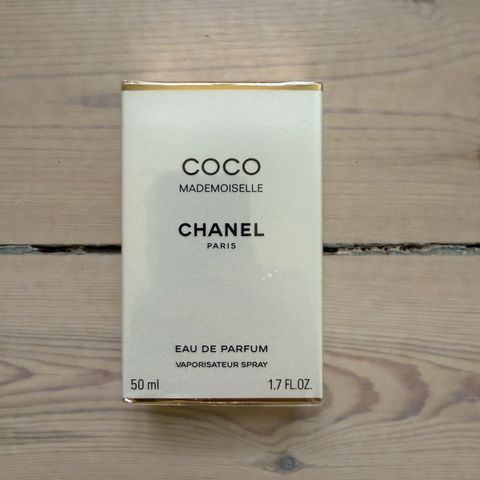 COCO
MADEMOISELLE
CHANEL
PARIS
EAU DE PARFUM
VAPORISATEUR SPRAY
50 ml 1.7 FL.OZ.